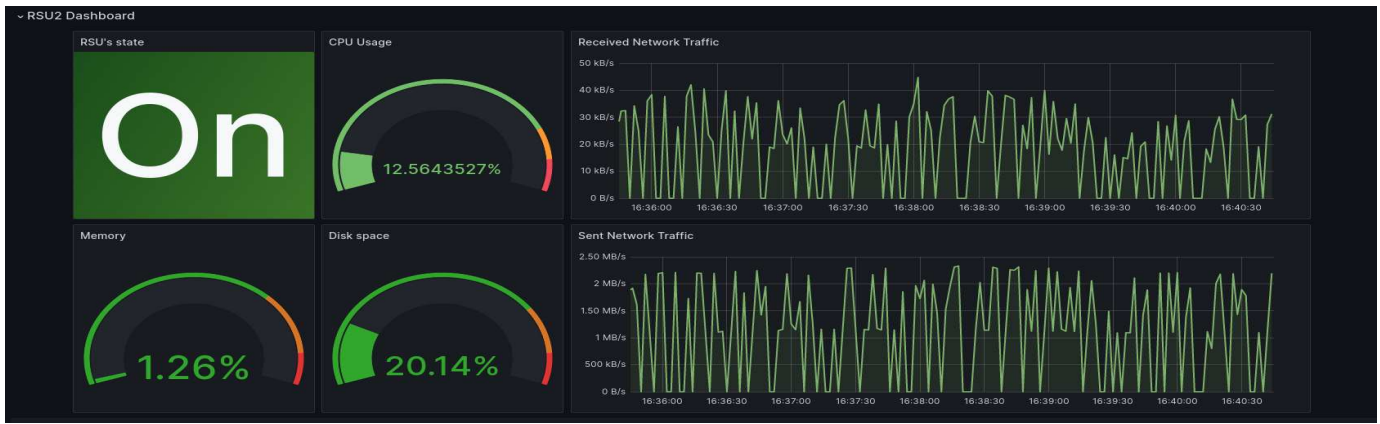 RSU2 Dashboard
RSU's state
On
CPU Usage
12.5643527%
Received Network Traffic
50 kB/s
40 kB/s
30 kB/s
20 kB/s
10 kB/s
0 B/s
16:36:00 16:36:30 16:37:00 16:37:30 16:38:00 16:38:30 16:39:00 16:39:30 16:40:00 16:40:30
Memory
1.26%
Disk space
20.14%
Sent Network Traffic
2.50 MB/s
2 MB/s
1.50 MB/s
1 MB/s
500 kB/s
0 B/s
16:36:00 16:36:30 16:37:00 16:37:30 16:38:00 16:38:30 16:39:00 16:39:30 16:40:00 16:40:30